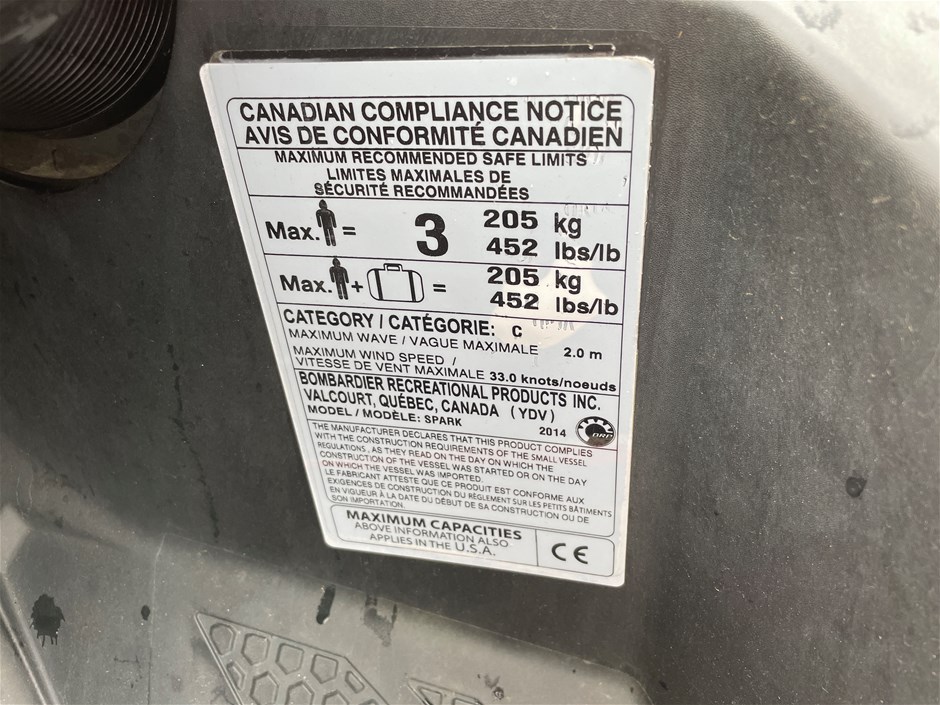 CANADIAN COMPLIANCE NOTICE
AVIS DE CONFORMITÉ CANADIEN
MAXIMUM RECOMMENDED SAFE LIMITS
LIMITES MAXIMALES DE
SÉCURITÉ RECOMMANDÉES
Max. = 3 205 kg
452 lbs/lb
Max. + = 205 kg
452 lbs/lb
CATEGORY / CATÉGORIE: C
MAXIMUM WAVE / VAGUE MAXIMALE 2.0 m
MAXIMUM WIND SPEED /
VITESSE DE VENT MAXIMALE 33.0 knots/noeuds
BOMBARDIER RECREATIONAL PRODUCTS INC.
VALCOURT, QUÉBEC, CANADA (YDV)
MODEL / MODÈLE: SPARK 2014 BRP
THE MANUFACTURER DECLARES THAT THIS PRODUCT COMPLIES
WITH THE CONSTRUCTION REQUIREMENTS OF THE SMALL VESSEL
REGULATIONS, AS THEY READ ON THE DAY ON WHICH THE
CONSTRUCTION OF THE VESSEL WAS STARTED OR ON THE DAY
ON WHICH THE VESSEL WAS IMPORTED.
LE FABRICANT ATTESTE QUE CE PRODUIT EST CONFORME AUX
EXIGENCES DE CONSTRUCTION DU RÈGLEMENT SUR LES PETITS BÂTIMENTS
EN VIGUEUR À LA DATE DU DÉBUT DE SA CONSTRUCTION OU DE
SON IMPORTATION.
MAXIMUM CAPACITIES
ABOVE INFORMATION ALSO
APPLIES IN THE U.S.A.
CE